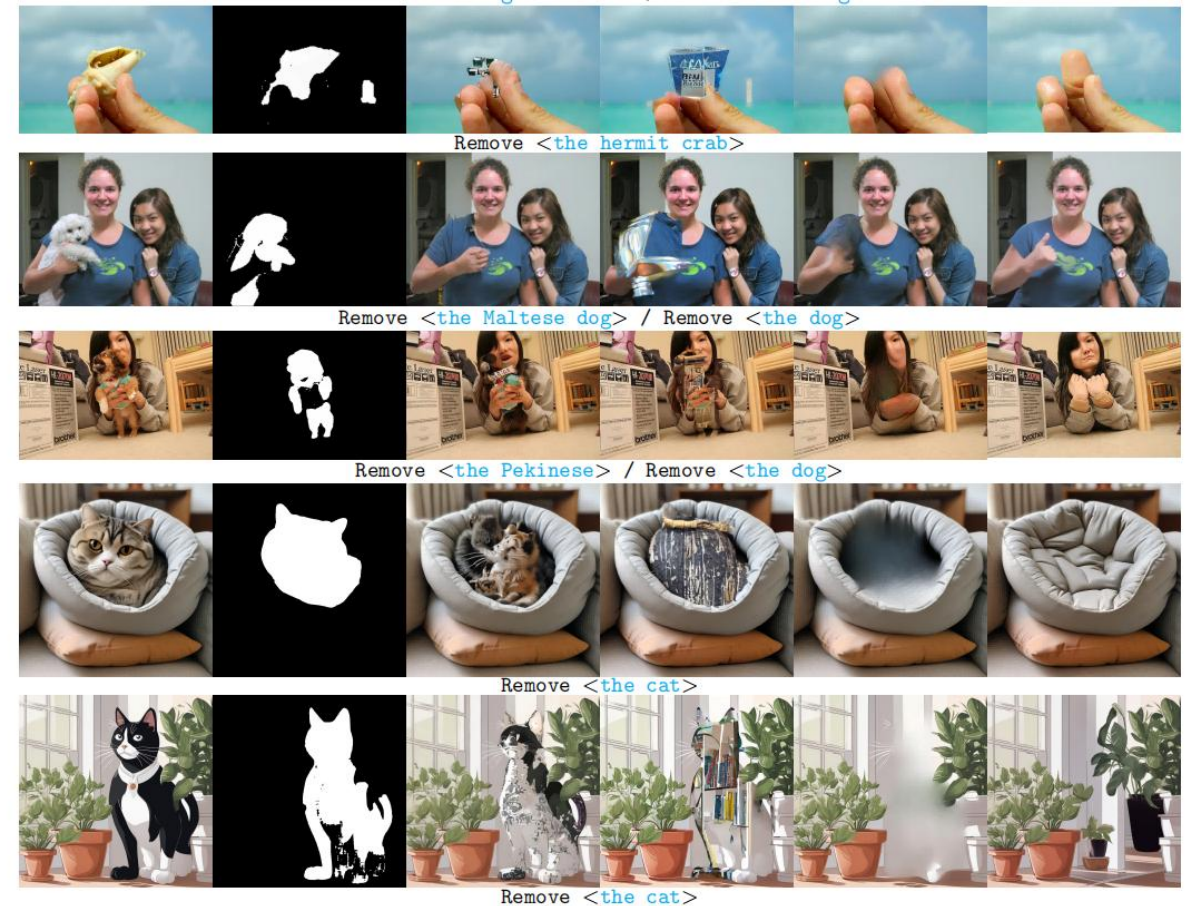 Remove <the hermit crab>
Remove <the Maltese dog> / Remove <the dog>
brother
Remove <the Pekinese> / Remove <the dog>
Remove <the cat>
Remove <the cat>